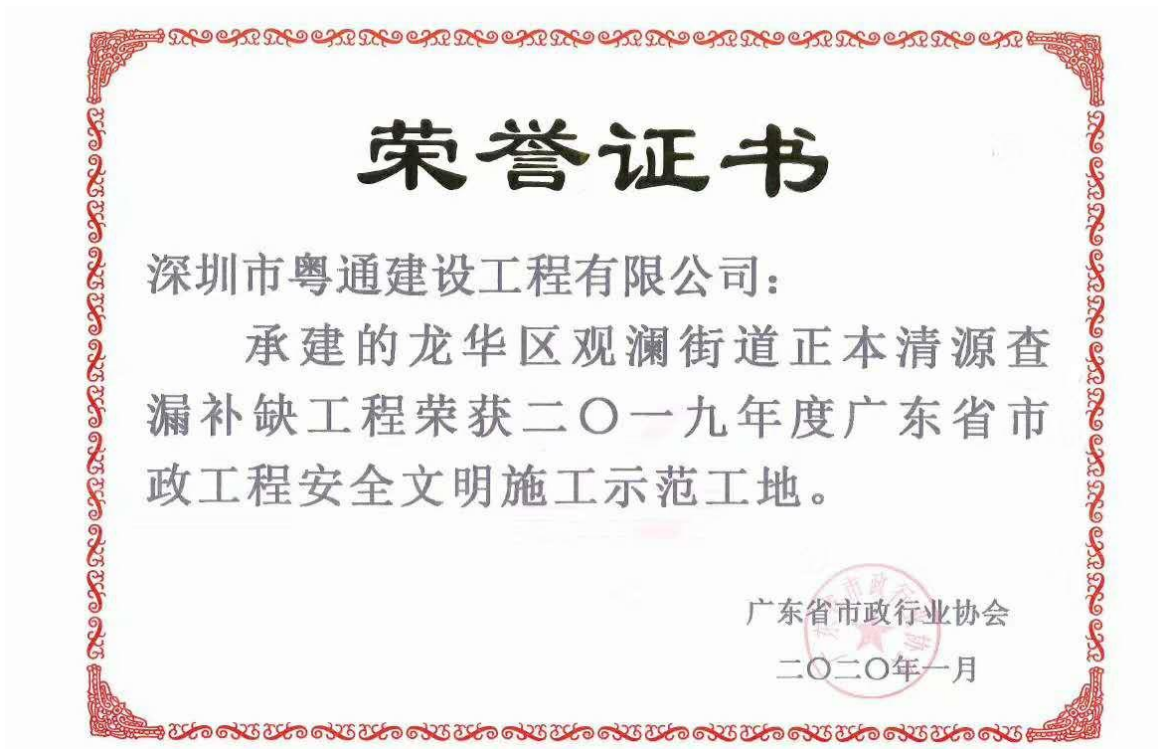 荣誉证书
深圳市粤通建设工程有限公司：
承建的龙华区观澜街道正本清源查
漏补缺工程荣获二〇一九年度广东省市
政工程安全文明施工示范工地。
广东省市政行业协会
二〇二〇年一月